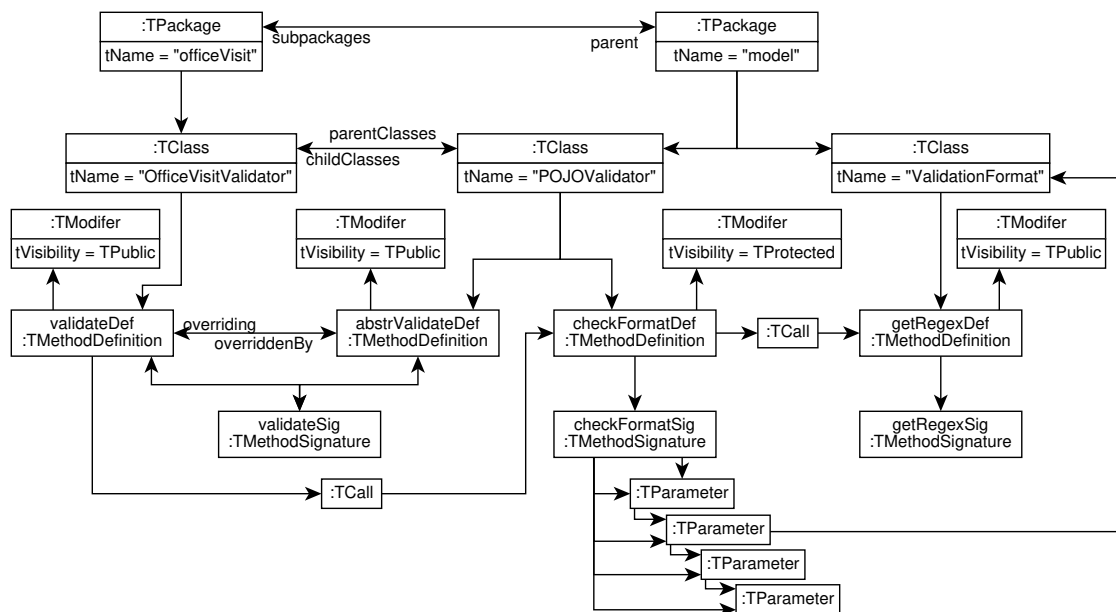 :TPackage
tName = "officeVisit"
subpackages
parent
:TPackage
tName = "model"
:TClass
tName = "OfficeVisitValidator"
parentClasses
childClasses
:TClass
tName = "POJOValidator"
:TClass
tName = "ValidationFormat"
:TModifer
tVisibility = TPublic
:TModifer
tVisibility = TPublic
:TModifer
tVisibility = TProtected
:TModifer
tVisibility = TPublic
validateDef
:TMethodDefinition
overriding
overriddenBy
abstrValidateDef
:TMethodDefinition
checkFormatDef
:TMethodDefinition
:TCall
getRegexDef
:TMethodDefinition
validateSig
:TMethodSignature
checkFormatSig
:TMethodSignature
getRegexSig
:TMethodSignature
:TCall
:TParameter
:TParameter
:TParameter
:TParameter